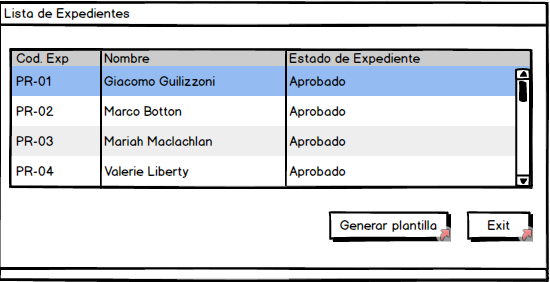 Lista de Expedientes
Cod. Exp Nombre Estado de Expediente
PR-01 Giacomo Guilizzoni Aprobado
PR-02 Marco Botton Aprobado
PR-03 Mariah Maclachlan Aprobado
PR-04 Valerie Liberty Aprobado
Generar plantilla Exit